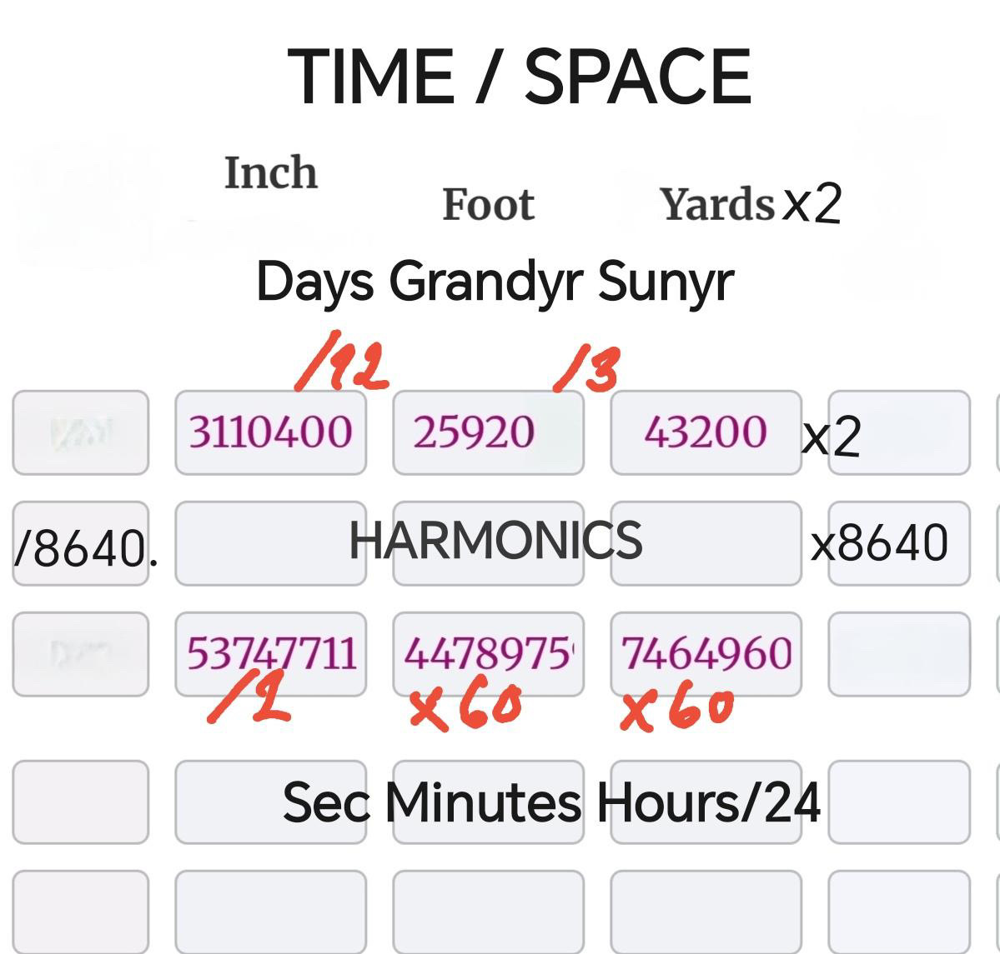 TIME / SPACE
Inch
Foot Yards x2
Days Grandyr Sunyr
/12 /3
3110400 25920 43200 x2
/8640. HARMONICS x8640
53747711 44789759 7464960
/2 x60 x60
Sec Minutes Hours/24